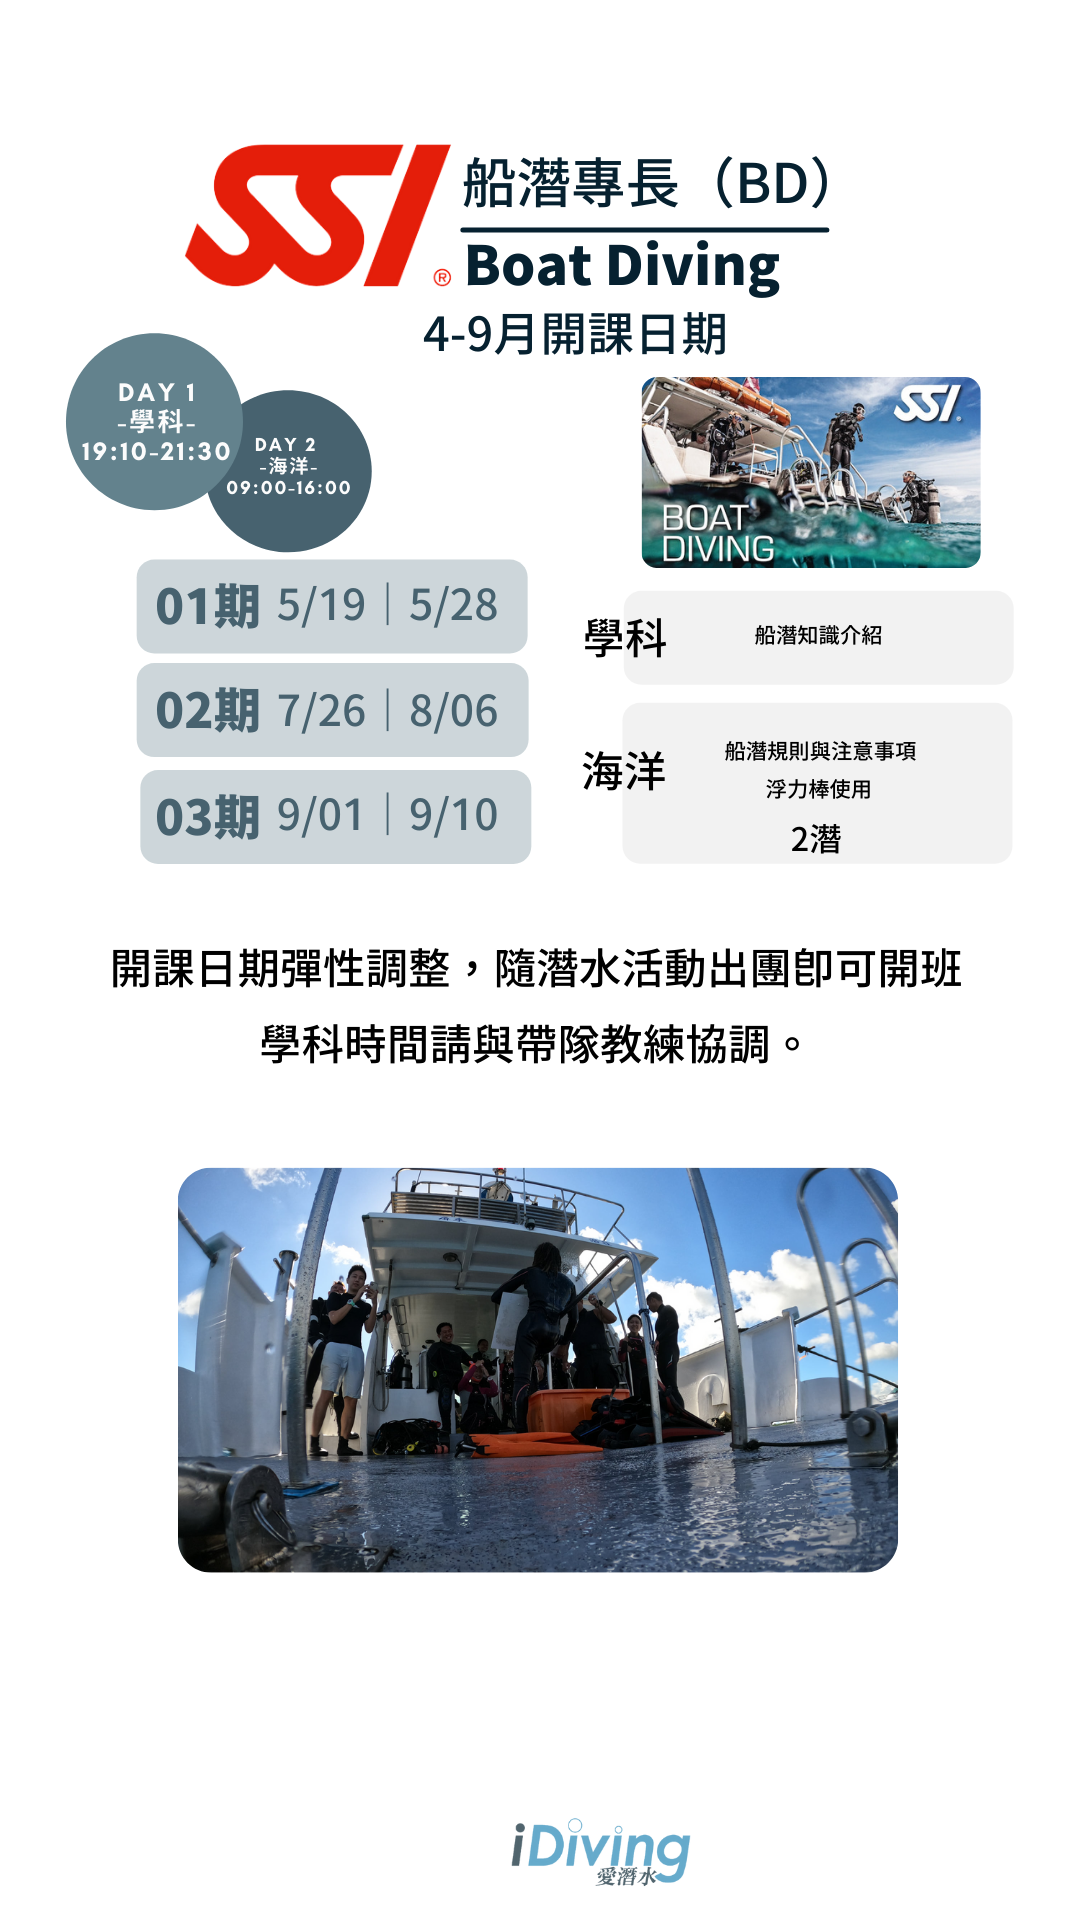 SSI
®
船潛專長（BD）
Boat Diving
4-9月開課日期
DAY 1
-學科-
19:10-21:30
DAY 2
-海洋-
09:00-16:00
SSI
BOAT
DIVING
01期 5/19｜5/28
02期 7/26｜8/06
03期 9/01｜9/10
學科
船潛知識介紹
海洋
船潛規則與注意事項
浮力棒使用
2潛
開課日期彈性調整，隨潛水活動出團即可開班
學科時間請與帶隊教練協調。
iDiving
愛潛水